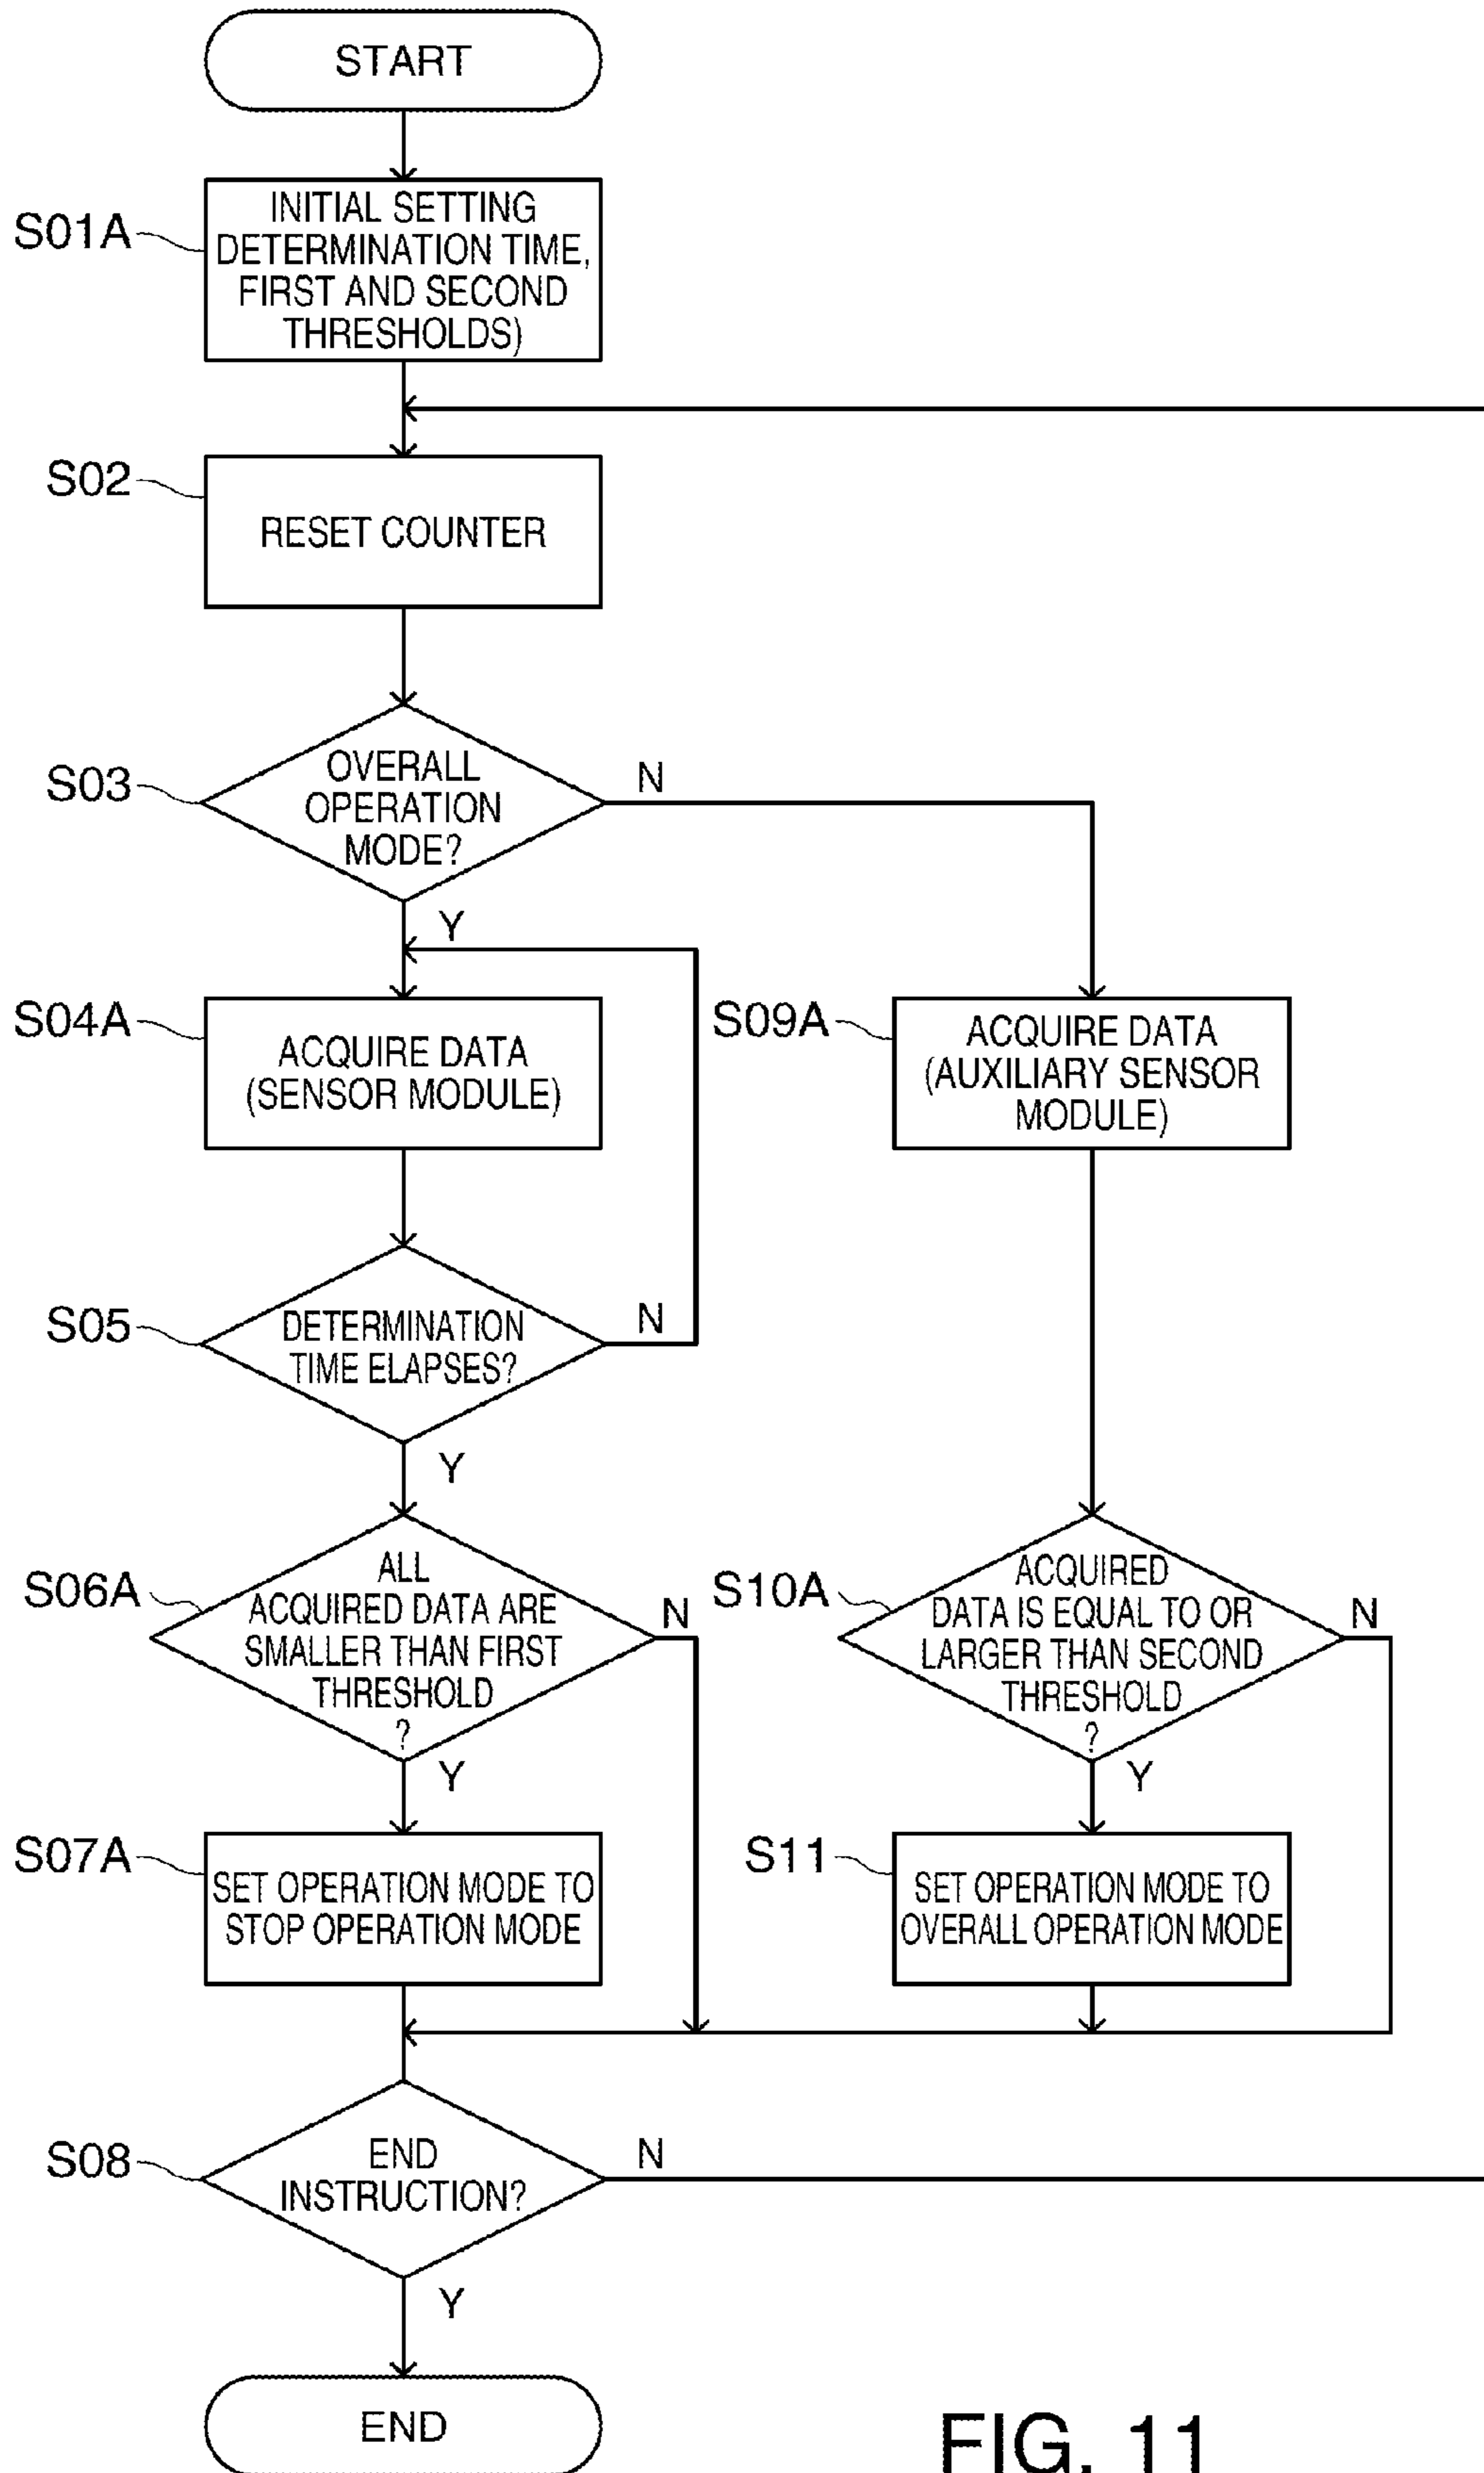 START
S01A
INITIAL SETTING
DETERMINATION TIME,
FIRST AND SECOND
THRESHOLDS)
S02
RESET COUNTER
S03
OVERALL
OPERATION
MODE?
N
Y
S04A
ACQUIRE DATA
(SENSOR MODULE)
S09A
ACQUIRE DATA
(AUXILIARY SENSOR
MODULE)
S05
DETERMINATION
TIME ELAPSES?
N
Y
S06A
ALL
ACQUIRED DATA ARE
SMALLER THAN FIRST
THRESHOLD
?
N
Y
S10A
ACQUIRED
DATA IS EQUAL TO OR
LARGER THAN SECOND
THRESHOLD
?
N
Y
S07A
SET OPERATION MODE TO
STOP OPERATION MODE
S11
SET OPERATION MODE TO
OVERALL OPERATION MODE
S08
END
INSTRUCTION?
N
Y
END
FIG. 11